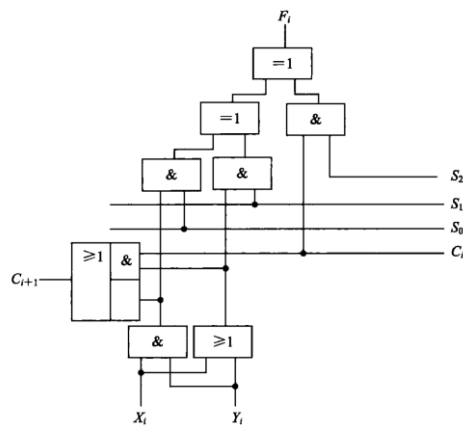 F_i
=1
=1
&
&
&
S_2
S_1
S_0
≥1
&
C_i
C_{i+1}
&
≥1
X_i
Y_i